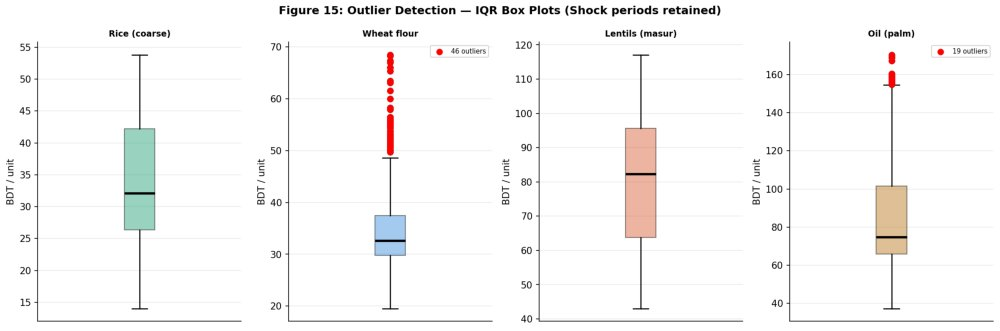 Figure 15: Outlier Detection — IQR Box Plots (Shock periods retained)
Rice (coarse)
BDT / unit
55
50
45
40
35
30
25
20
15
Wheat flour
46 outliers
BDT / unit
70
60
50
40
30
20
Lentils (masur)
BDT / unit
120
110
100
90
80
70
60
50
40
Oil (palm)
19 outliers
BDT / unit
160
140
120
100
80
60
40